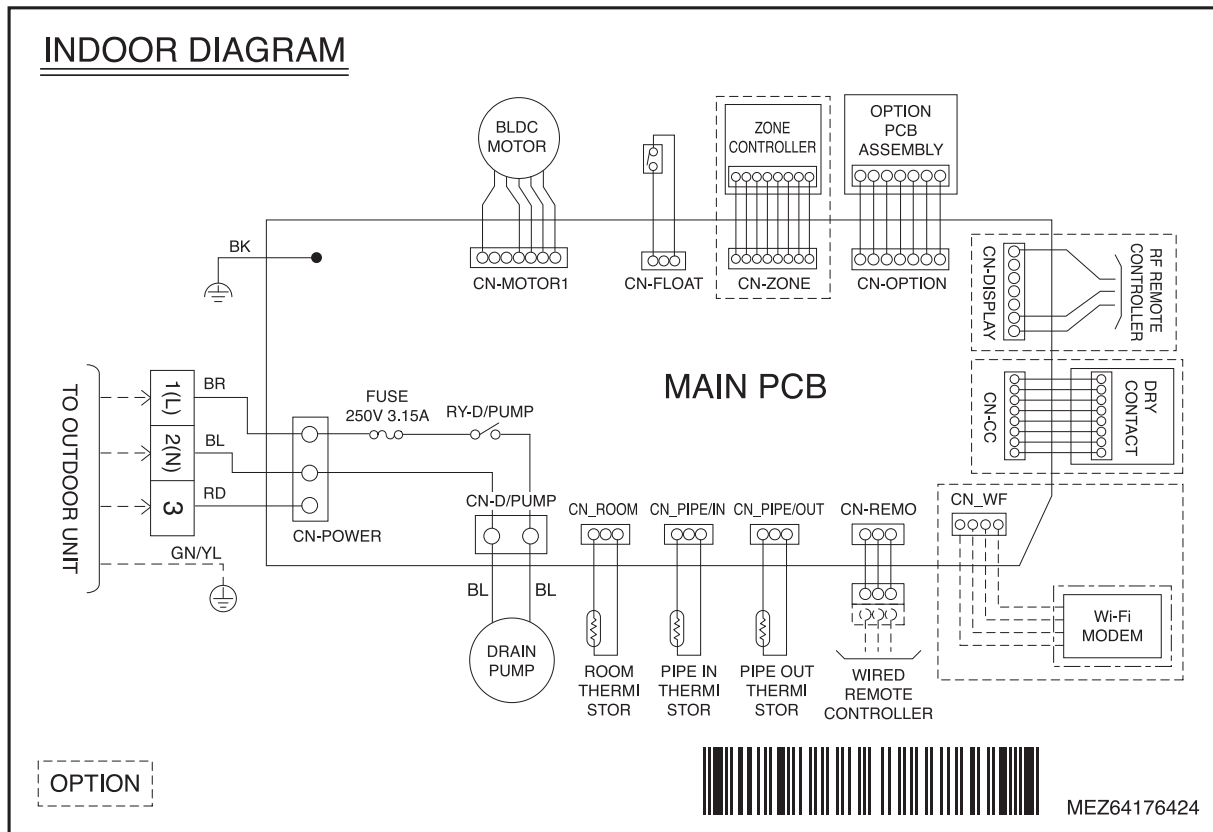 INDOOR DIAGRAM
BLDC
MOTOR
ZONE
CONTROLLER
OPTION
PCB
ASSEMBLY
BK
CN-MOTOR1
CN-FLOAT
CN-ZONE
CN-OPTION
CN-DISPLAY
RF REMOTE
CONTROLLER
TO OUTDOOR UNIT
1(L)
2(N)
3
BR
BL
RD
GN/YL
FUSE
250V 3.15A
RY-D/PUMP
MAIN PCB
CN-CC
DRY
CONTACT
CN-POWER
CN-D/PUMP
CN_ROOM
CN_PIPE/IN
CN_PIPE/OUT
CN-REMO
CN_WF
BL
BL
DRAIN
PUMP
ROOM
THERMI
STOR
PIPE IN
THERMI
STOR
PIPE OUT
THERMI
STOR
WIRED
REMOTE
CONTROLLER
Wi-Fi
MODEM
OPTION
MEZ64176424